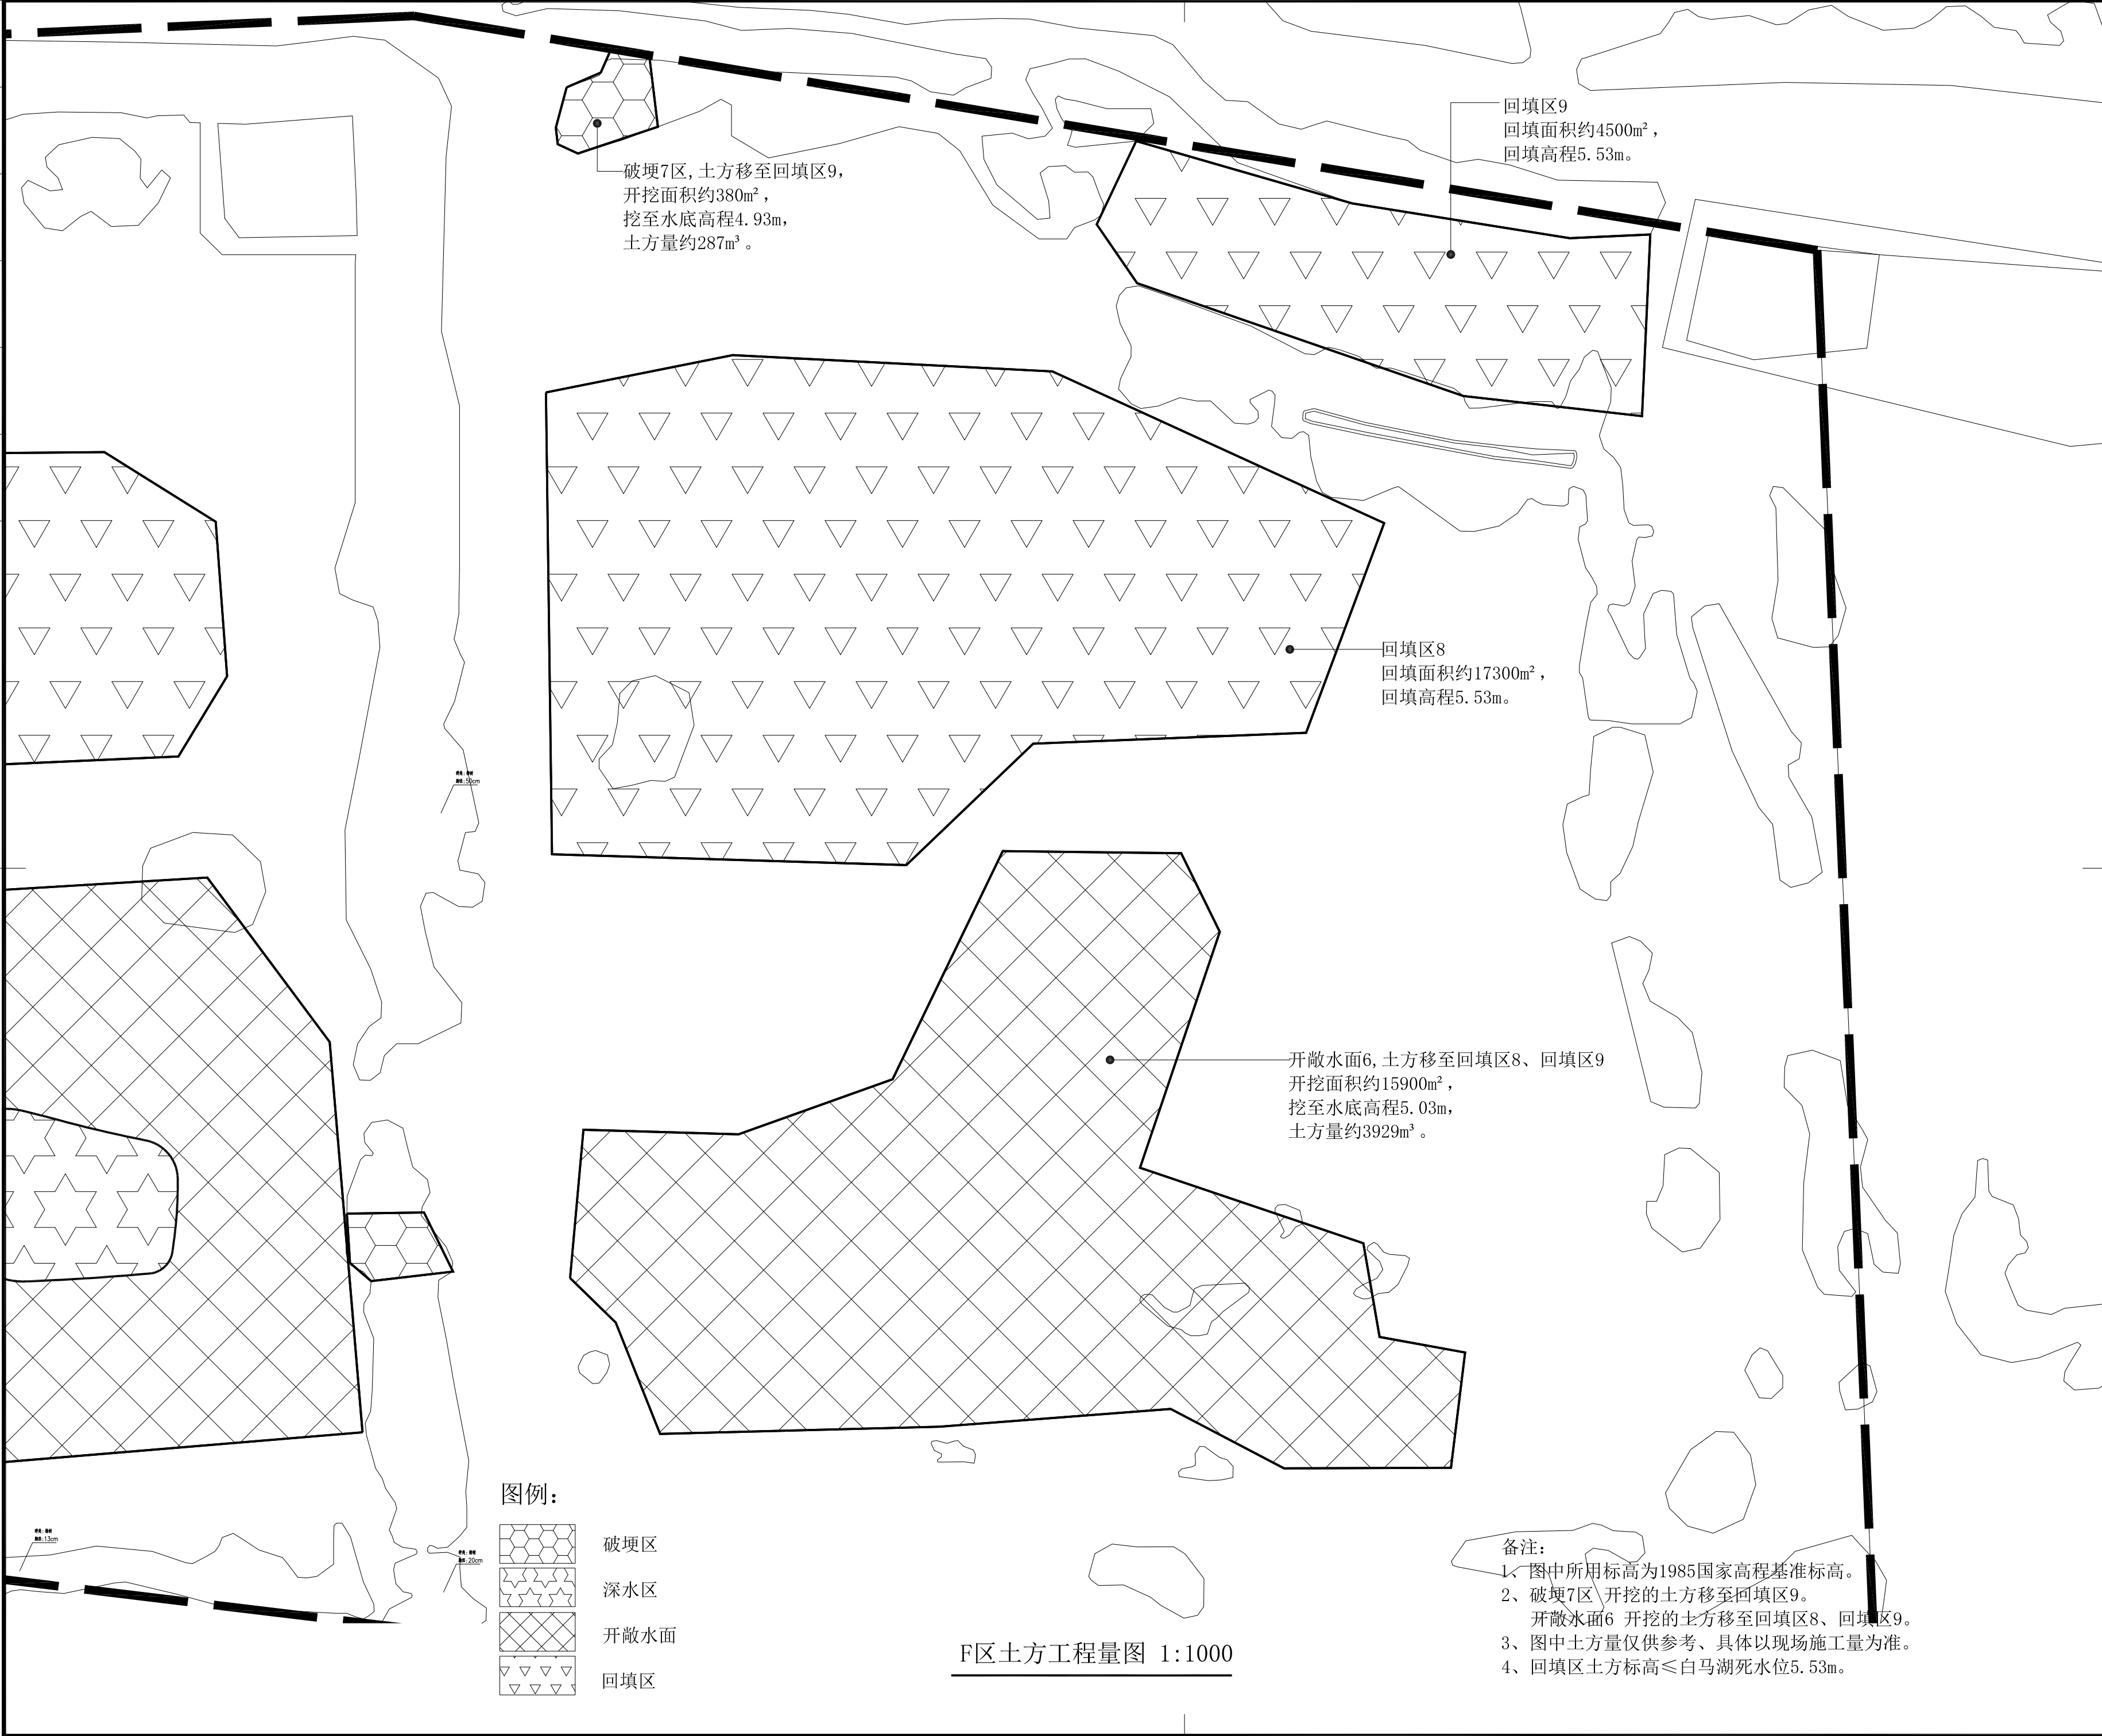 回填区9
回填面积约4500m²,
回填高程5.53m。
破埂7区,土方移至回填区9,
开挖面积约380m²,
挖至水底高程4.93m,
土方量约287m³。
回填区8
回填面积约17300m²,
回填高程5.53m。
:50cm
开敞水面6,土方移至回填区8、回填区9
开挖面积约15900m²,
挖至水底高程5.03m,
土方量约3929m³。
:13cm
:20cm
图例:
破埂区
深水区
开敞水面
回填区
F区土方工程量图 1:1000
备注:
1、图中所用标高为1985国家高程基准标高。
2、破埂7区 开挖的土方移至回填区9。
开敞水面6 开挖的土方移至回填区8、回填区9。
3、图中土方量仅供参考、具体以现场施工量为准。
4、回填区土方标高≤白马湖死水位5.53m。